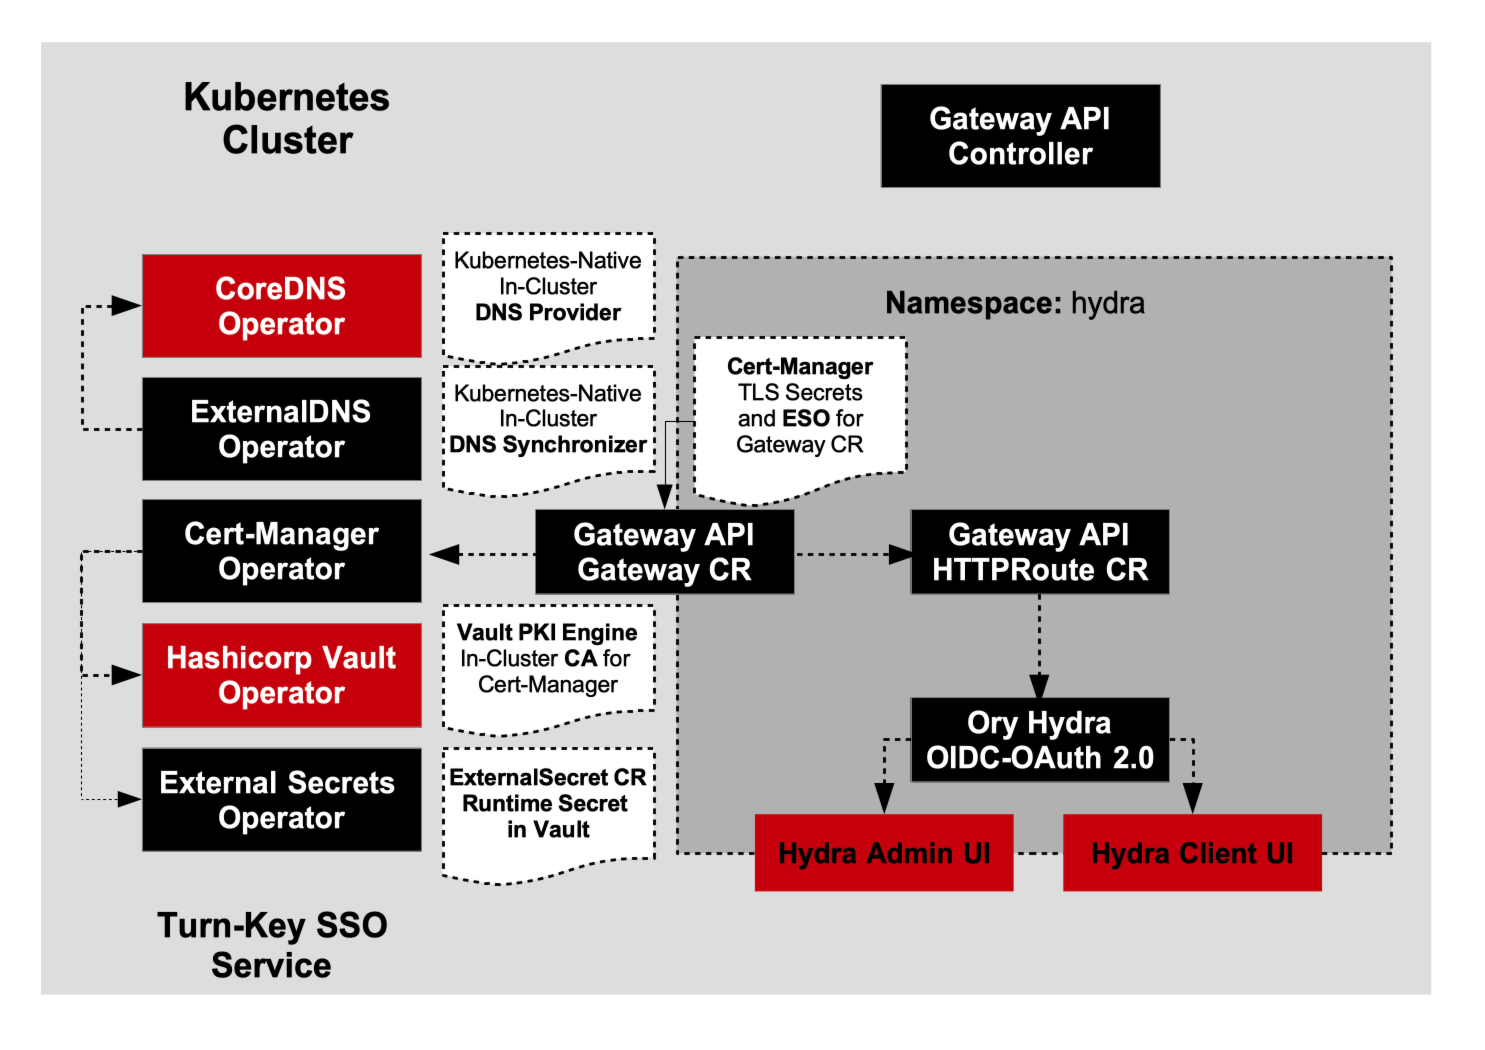 Kubernetes
Cluster
Gateway API
Controller
CoreDNS
Operator
Kubernetes-Native
In-Cluster
DNS Provider
Namespace: hydra
ExternalDNS
Operator
Kubernetes-Native
In-Cluster
DNS Synchronizer
Cert-Manager
TLS Secrets
and ESO for
Gateway CR
Cert-Manager
Operator
Gateway API
Gateway CR
Gateway API
HTTPRoute CR
Hashicorp Vault
Operator
Vault PKI Engine
In-Cluster CA for
Cert-Manager
Ory Hydra
OIDC-OAuth 2.0
External Secrets
Operator
ExternalSecret CR
Runtime Secret
in Vault
Hydra Admin UI
Hydra Client UI
Turn-Key SSO
Service